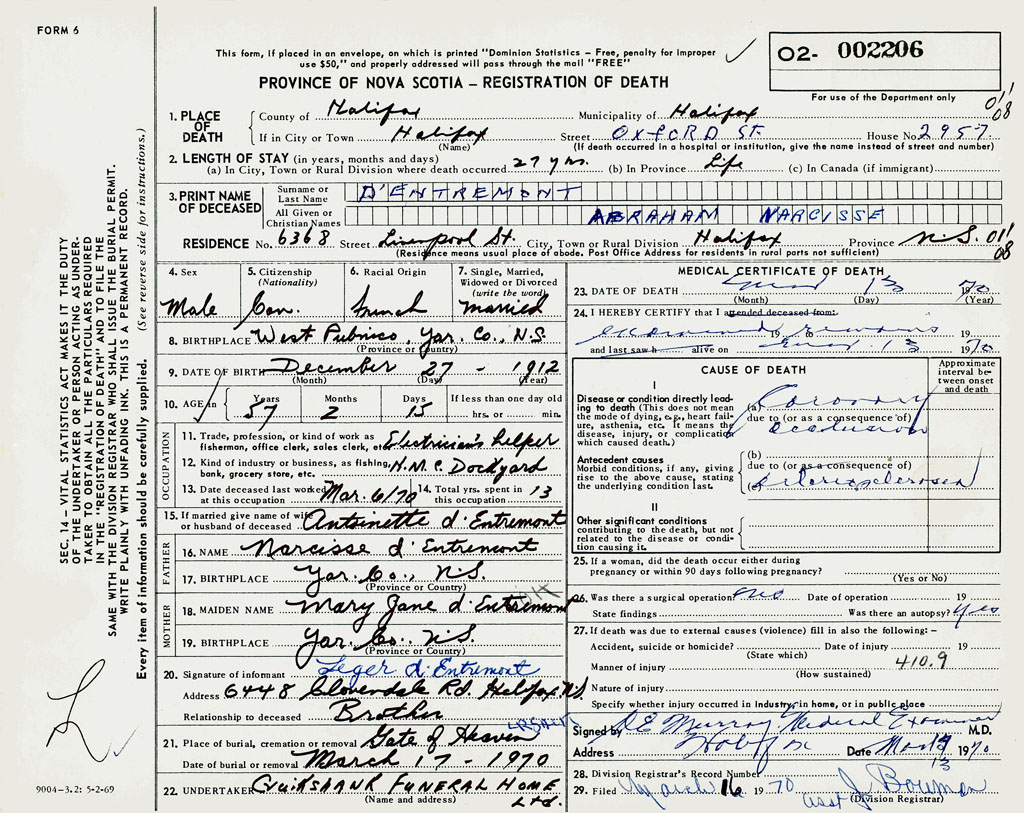 FORM 6
This form, if placed in an envelope, on which is printed "Dominion Statistics – Free, penalty for improper
use $50," and properly addressed will pass through the mail "FREE"
02- 002206
PROVINCE OF NOVA SCOTIA – REGISTRATION OF DEATH
For use of the Department only
SEC. 14 – VITAL STATISTICS ACT MAKES IT THE DUTY
OF THE UNDERTAKER OR PERSON ACTING AS UNDER-
TAKER TO OBTAIN ALL THE PARTICULARS REQUIRED
IN THE "REGISTRATION OF DEATH" AND TO FILE THE
SAME WITH THE DIVISION REGISTRAR WHO SHALL ISSUE THE BURIAL PERMIT.
WRITE PLAINLY WITH UNFADING INK. THIS IS A PERMANENT RECORD.
Every item of information should be carefully supplied. (See reverse side for instructions.)
1. PLACE OF DEATH County of Halifax Municipality of Halifax 01' 08
If in City or Town Halifax Street OXFORD ST. House No. 2957
(Name) (If death occurred in a hospital or institution, give the name instead of street and number)
2. LENGTH OF STAY (in years, months and days)
(a) In City, Town or Rural Division where death occurred 27 yrs. (b) In Province Life (c) In Canada (if immigrant)
3. PRINT NAME OF DECEASED Surname or Last Name D'ENTREMONT
All Given or Christian Names ABRAHAM NARCISSE
RESIDENCE No. 6368 Street Liverpool St. City, Town or Rural Division Halifax Province N.S. 01' 08
(Residence means usual place of abode. Post Office Address for residents in rural parts not sufficient)
4. Sex 5. Citizenship (Nationality) 6. Racial Origin 7. Single, Married, Widowed or Divorced (write the word)
Male Can. French Married
8. BIRTHPLACE West Pubnico, Yar. Co., N.S.
(Province or Country)
9. DATE OF BIRTH December 27 - 1912
(Month) (Day) (Year)
10. AGE in Years Months Days If less than one day old
57 2 15 hrs. or min.
OCCUPATION
11. Trade, profession, or kind of work as fisherman, office clerk, sales clerk, etc. Electrician's helper
12. Kind of industry or business, as fishing, bank, grocery store, etc. H.M.C. Dockyard
13. Date deceased last worked at this occupation Mar. 6/70 14. Total yrs. spent in this occupation 13
15. If married give name of wife or husband of deceased Antoinette d'Entremont
FATHER
16. NAME Narcisse d'Entremont
17. BIRTHPLACE Yar. Co., N.S.
(Province or Country)
MOTHER
18. MAIDEN NAME Mary Jane d'Entremont
19. BIRTHPLACE Yar. Co., N.S.
(Province or Country)
20. Signature of informant Leger d'Entremont
Address 6448 Cloverdale Rd. Halifax N.S.
Relationship to deceased Brother
21. Place of burial, cremation or removal Gate of Heaven
Date of burial or removal March 17 - 1970
22. UNDERTAKER Cruikshank Funeral Home Ltd.
(Name and address)
MEDICAL CERTIFICATE OF DEATH
23. DATE OF DEATH Mar 13 1970
(Month) (Day) (Year)
24. I HEREBY CERTIFY that I attended deceased from:
examined 19 to remains 19
and last saw h alive on Mar. 13 1970
CAUSE OF DEATH
Approximate interval between onset and death
I
Disease or condition directly leading to death (This does not mean the mode of dying, e.g., heart failure, asthenia, etc. It means the disease, injury, or complication which caused death.)
(a) Coronary
due to (or as a consequence of)
occlusion
Antecedent causes
Morbid conditions, if any, giving rise to the above cause, stating the underlying condition last.
(b)
due to (or as a consequence of)
(c) arteriosclerosis
II
Other significant conditions
contributing to the death, but not related to the disease or condition causing it.
25. If a woman, did the death occur either during pregnancy or within 90 days following pregnancy?
(Yes or No)
26. Was there a surgical operation no Date of operation 19
State findings Was there an autopsy? Yes
27. If death was due to external causes (violence) fill in also the following: –
Accident, suicide or homicide? Date of injury 19
(State which)
Manner of injury 410.9
(How sustained)
Nature of injury
Specify whether injury occurred in industry, in home, or in public place
Signed by R E Murray Medical Examiner M.D.
Address Halifax Date Mar 13 1970
28. Division Registrar's Record Number
29. Filed March 16 1970 asst J. Bowman
(Division Registrar)
9004-3.2: 5-2-69